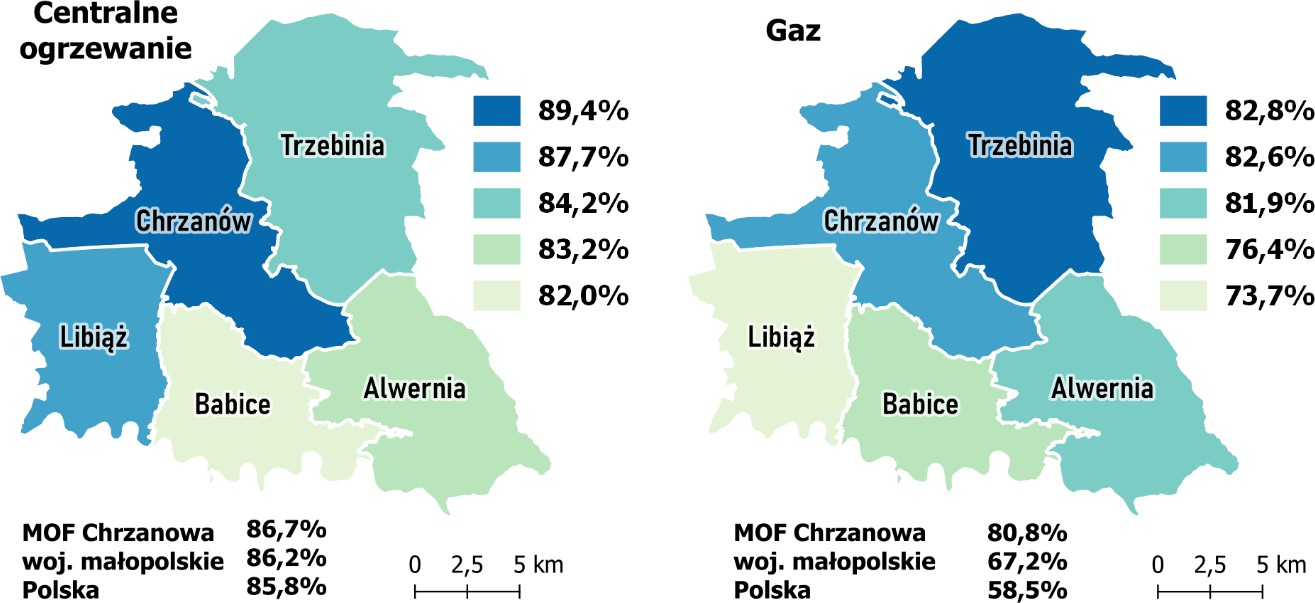 Centralne
ogrzewanie
89,4%
87,7%
84,2%
83,2%
82,0%
Trzebinia
Chrzanów
Libiąż
Babice
Alwernia
MOF Chrzanowa 86,7%
woj. małopolskie 86,2%
Polska 85,8%
0 2,5 5 km
Gaz
82,8%
82,6%
81,9%
76,4%
73,7%
Trzebinia
Chrzanów
Libiąż
Babice
Alwernia
MOF Chrzanowa 80,8%
woj. małopolskie 67,2%
Polska 58,5%
0 2,5 5 km